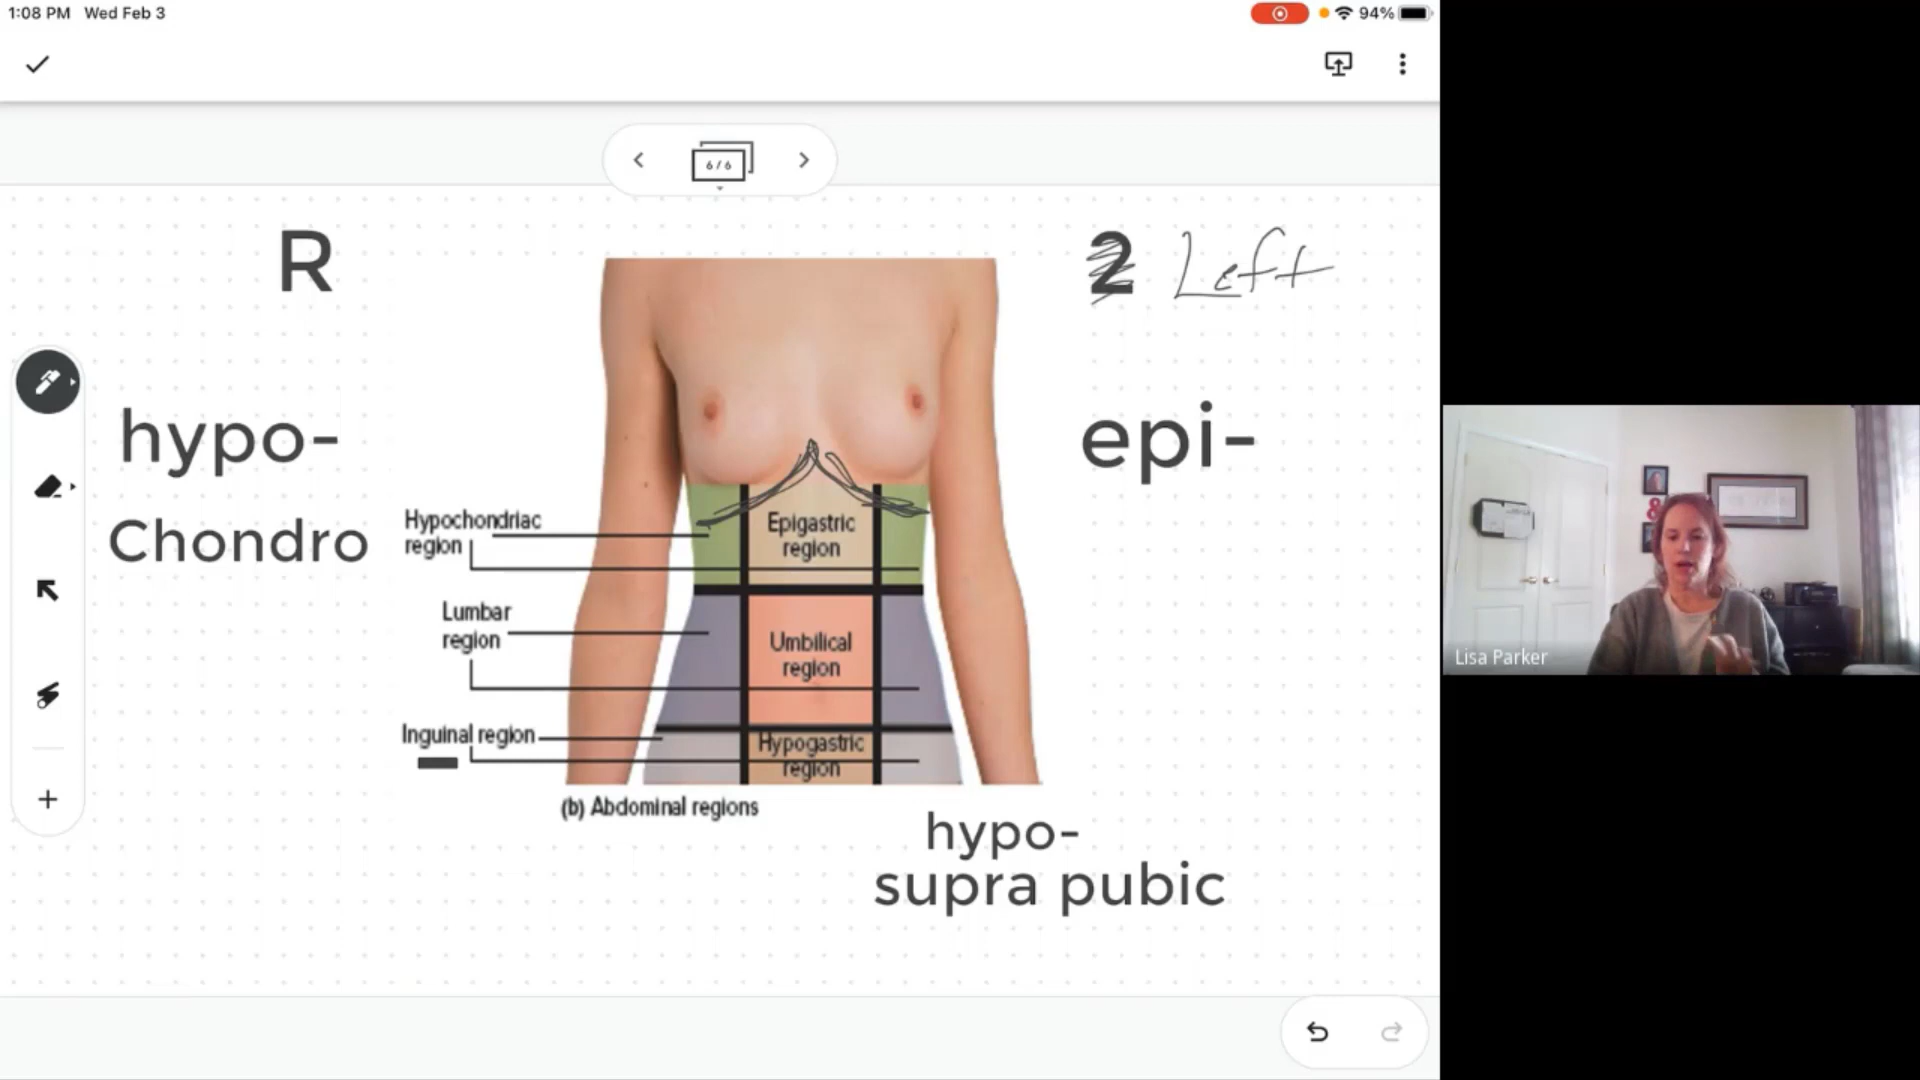 1:08 PM Wed Feb 3
94%
6/6
R
2 Left
hypo-
epi-
Chondro
Hypochondriac
region
Epigastric
region
Lumbar
region
Umbilical
region
Inguinal region
Hypogastric
region
(b) Abdominal regions
hypo-
supra pubic
&
Lisa Parker